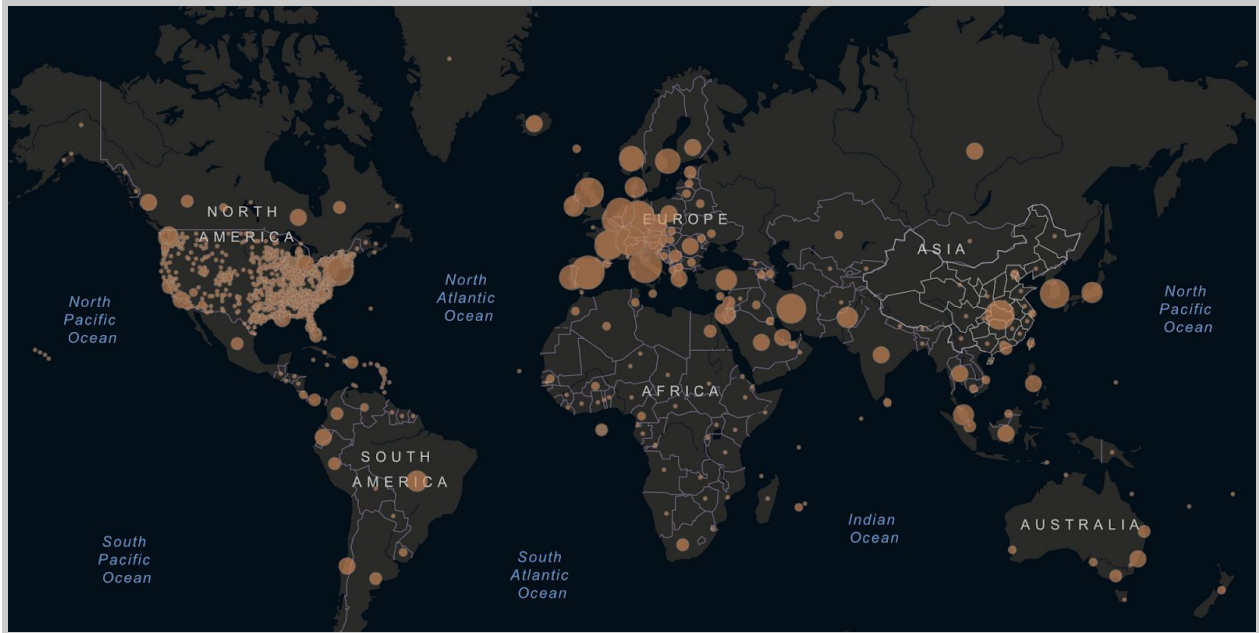 NORTH
AMERICA
EUROPE
ASIA
North
Pacific
Ocean
North
Atlantic
Ocean
North
Pacific
Ocean
AFRICA
SOUTH
AMERICA
South
Pacific
Ocean
South
Atlantic
Ocean
Indian
Ocean
AUSTRALIA